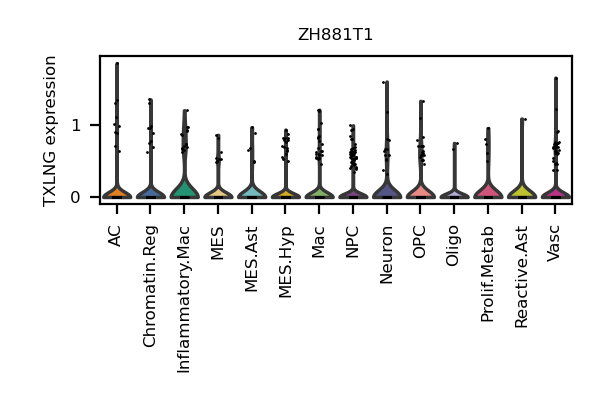 ZH881T1
TXLNG expression
1
0
AC
Chromatin.Reg
Inflammatory.Mac
MES
MES.Ast
MES.Hyp
Mac
NPC
Neuron
OPC
Oligo
Prolif.Metab
Reactive.Ast
Vasc